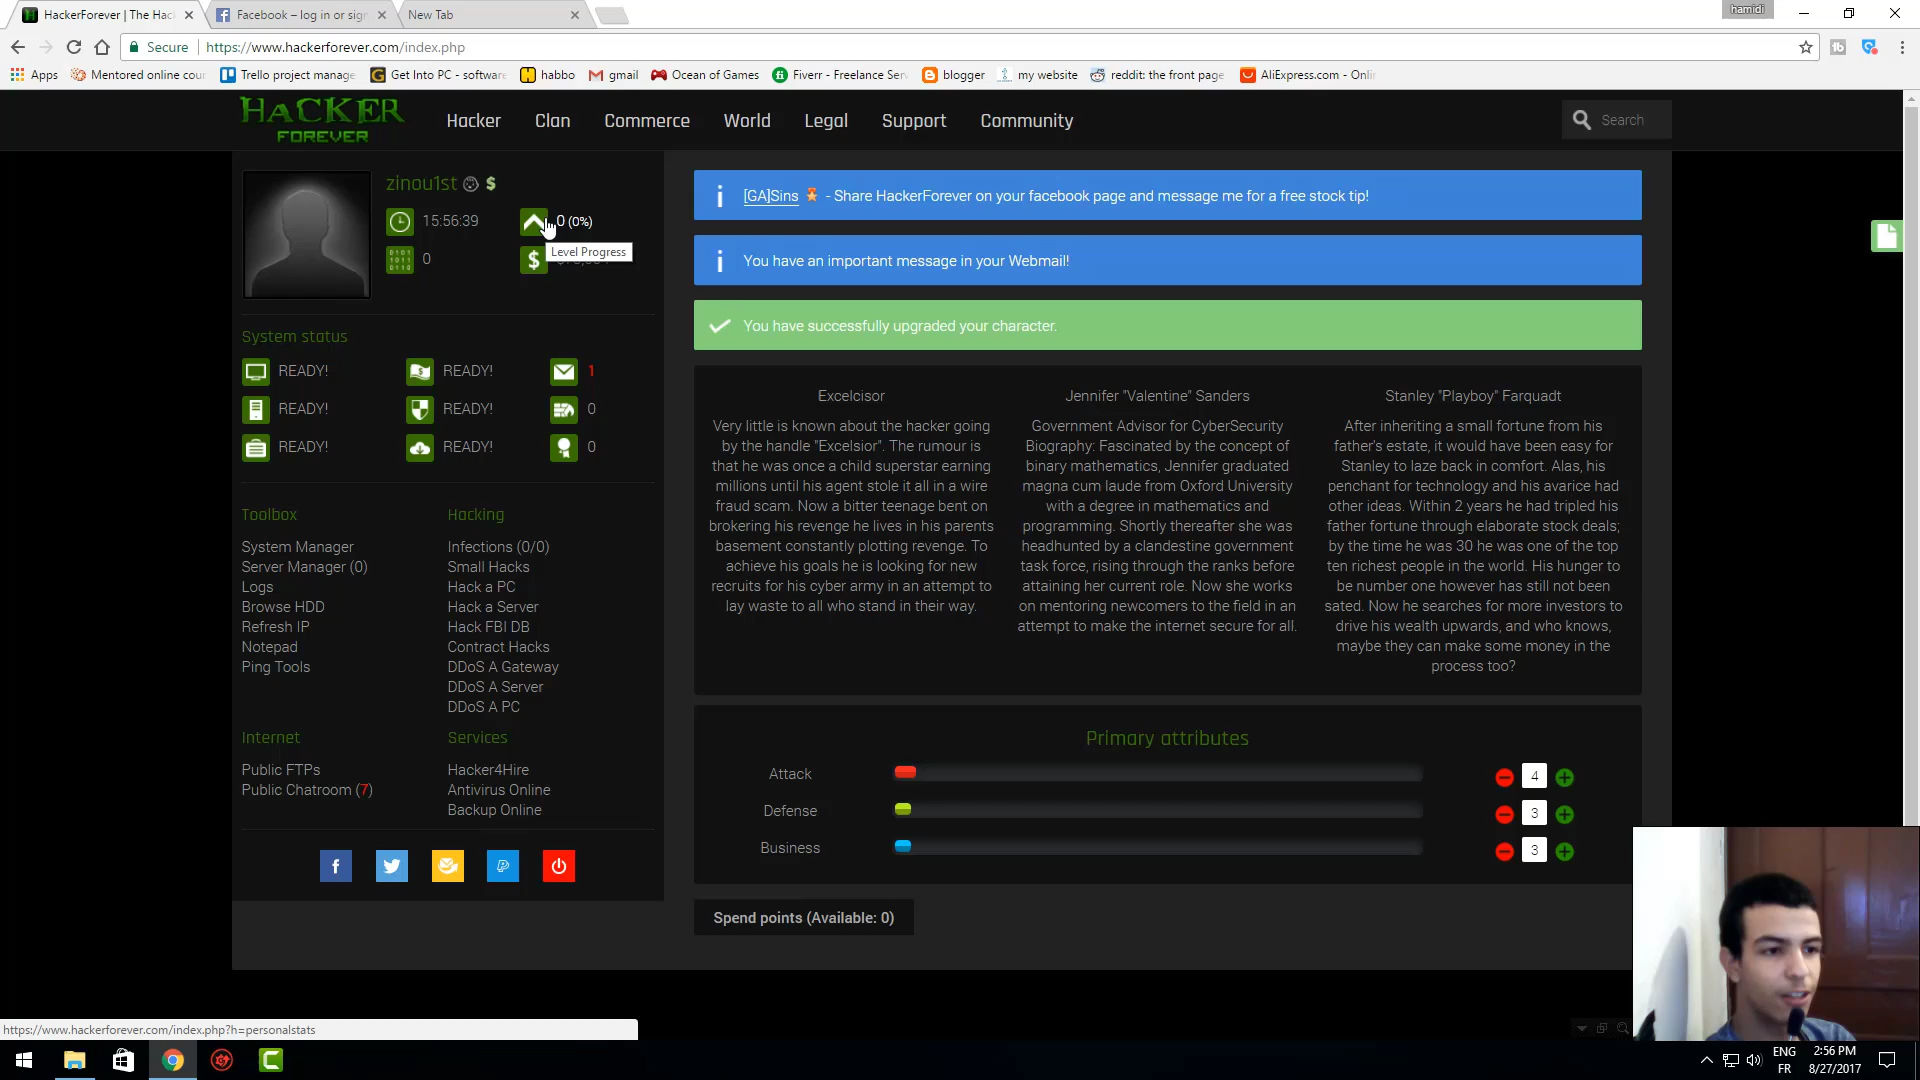 HackerForever | The Hac
Facebook – log in or sig
New Tab
hamidi
Secure
https://www.hackerforever.com/index.php
Apps
Mentored online cour
Trello project manage
Get Into PC - software
habbo
gmail
Ocean of Games
Fiverr - Freelance Ser
blogger
my website
reddit: the front page
AliExpress.com - Onli
HACKER
FOREVER
Hacker
Clan
Commerce
World
Legal
Support
Community
Search
zinou1st
15:56:39
0 (0%)
Level Progress
0
System status
READY!
READY!
1
READY!
READY!
0
READY!
READY!
0
Toolbox
System Manager
Server Manager (0)
Logs
Browse HDD
Refresh IP
Notepad
Ping Tools
Hacking
Infections (0/0)
Small Hacks
Hack a PC
Hack a Server
Hack FBI DB
Contract Hacks
DDoS A Gateway
DDoS A Server
DDoS A PC
Internet
Public FTPs
Public Chatroom (7)
Services
Hacker4Hire
Antivirus Online
Backup Online
[GA]Sins - Share HackerForever on your facebook page and message me for a free stock tip!
You have an important message in your Webmail!
You have successfully upgraded your character.
Excelcisor
Very little is known about the hacker going
by the handle "Excelsior". The rumour is
that he was once a child superstar earning
millions until his agent stole it all in a wire
fraud scam. Now a bitter teenage bent on
brokering his revenge he lives in his parents
basement constantly plotting revenge. To
achieve his goals he is looking for new
recruits for his cyber army in an attempt to
lay waste to all who stand in their way.
Jennifer "Valentine" Sanders
Government Advisor for CyberSecurity
Biography: Fascinated by the concept of
binary mathematics, Jennifer graduated
magna cum laude from Oxford University
with a degree in mathematics and
programming. Shortly thereafter she was
headhunted by a clandestine government
task force, rising through the ranks before
attaining her current role. Now she works
on mentoring newcomers to the field in an
attempt to make the internet secure for all.
Stanley "Playboy" Farquadt
After inheriting a small fortune from his
father's estate, it would have been easy for
Stanley to laze back in comfort. Alas, his
penchant for technology and his avarice had
other ideas. Within 2 years he had tripled his
father fortune through elaborate stock deals;
by the time he was 30 he was one of the top
ten richest people in the world. His hunger to
be number one however has still not been
sated. Now he searches for more investors to
drive his wealth upwards, and who knows,
maybe they can make some money in the
process too?
Primary attributes
Attack
4
Defense
3
Business
3
Spend points (Available: 0)
https://www.hackerforever.com/index.php?h=personalstats
ENG
FR
2:56 PM
8/27/2017